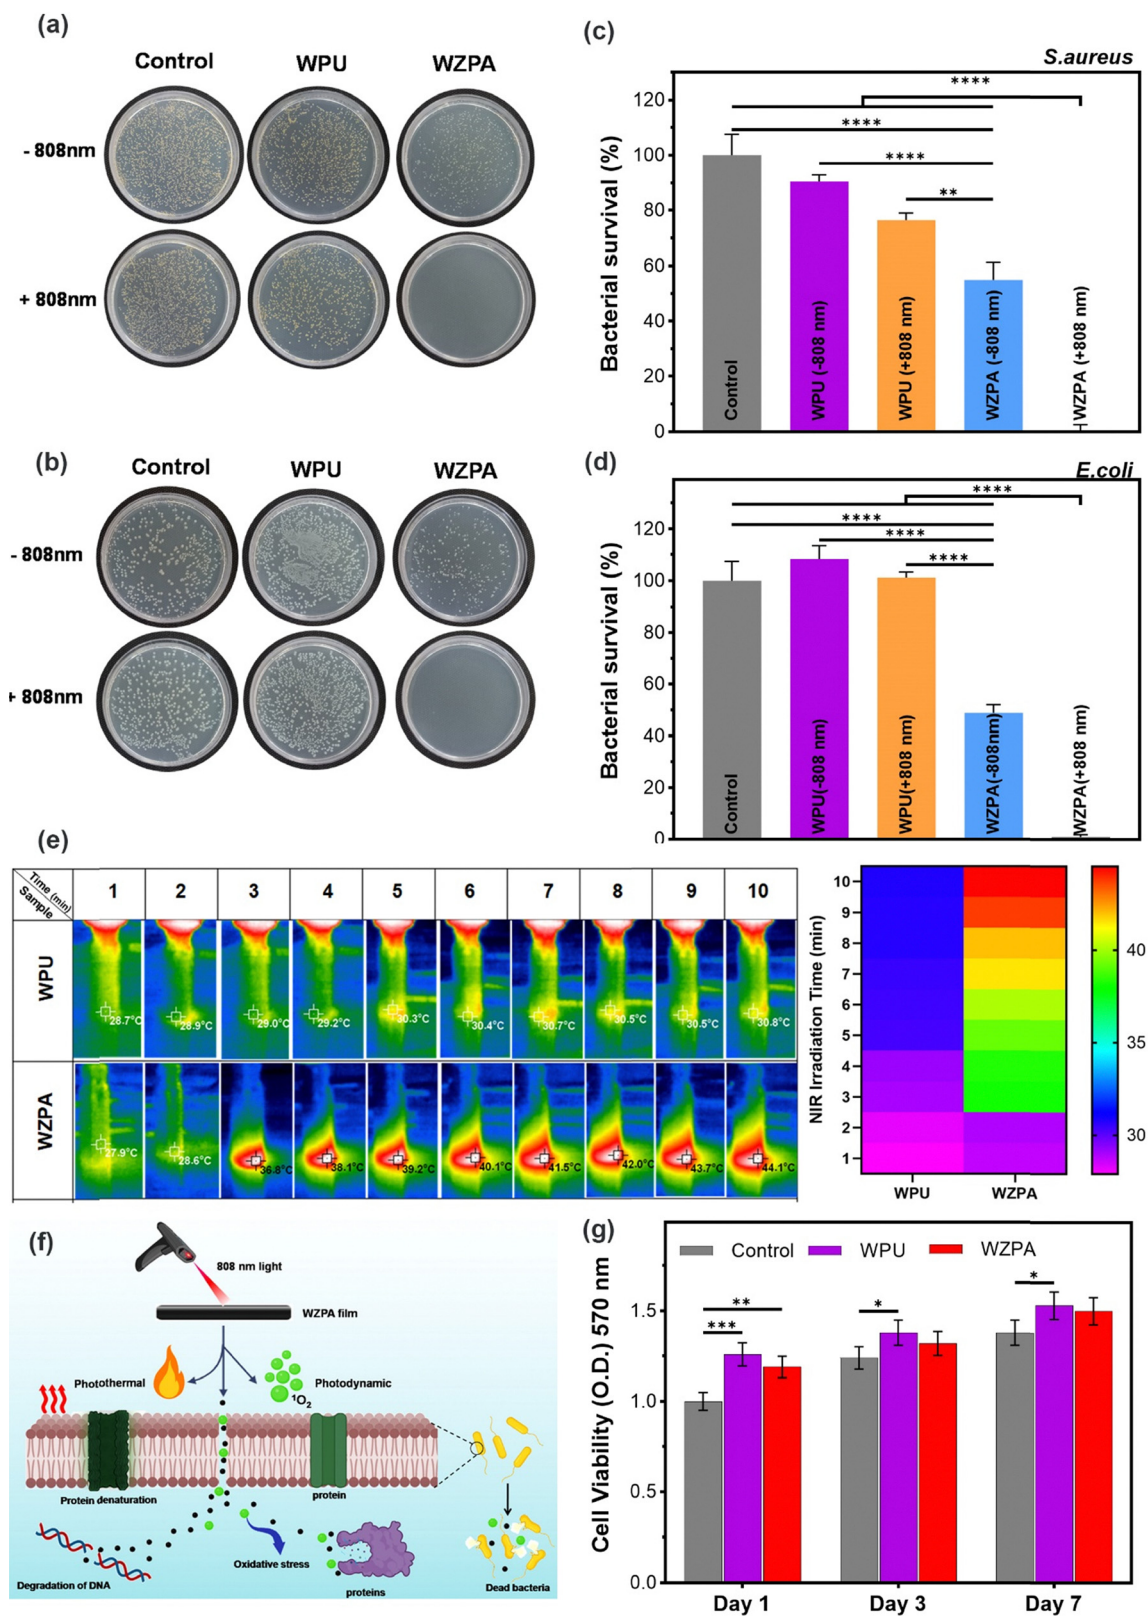 (a)
Control WPU WZPA
- 808nm
+ 808nm
(b)
Control WPU WZPA
- 808nm
+ 808nm
(c)
S.aureus
Bacterial survival (%)
120
100
80
60
40
20
0
****
****
****
**
Control
WPU (-808 nm)
WPU (+808 nm)
WZPA (-808 nm)
WZPA (+808 nm)
(d)
E.coli
Bacterial survival (%)
120
100
80
60
40
20
0
****
****
****
****
Control
WPU(-808 nm)
WPU(+808 nm)
WZPA(-808nm)
WZPA(+808 nm)
(e)
Time (min)
Sample
1 2 3 4 5 6 7 8 9 10
WPU
28.7°C 28.9°C 29.0°C 29.2°C 30.3°C 30.4°C 30.7°C 30.5°C 30.5°C 30.8°C
WZPA
27.9°C 28.6°C 36.8°C 38.1°C 39.2°C 40.1°C 41.5°C 42.0°C 43.7°C 44.1°C
NIR Irradiation Time (min)
10
9
8
7
6
5
4
3
2
1
WPU WZPA
40
35
30
(f)
808 nm light
WZPA film
Photothermal
Photodynamic
¹O₂
Protein denaturation
protein
Degradation of DNA
Oxidative stress
proteins
Dead bacteria
(g)
Control WPU WZPA
Cell Viability (O.D.) 570 nm
1.5
1.0
0.5
0.0
**
***
*
*
Day 1 Day 3 Day 7